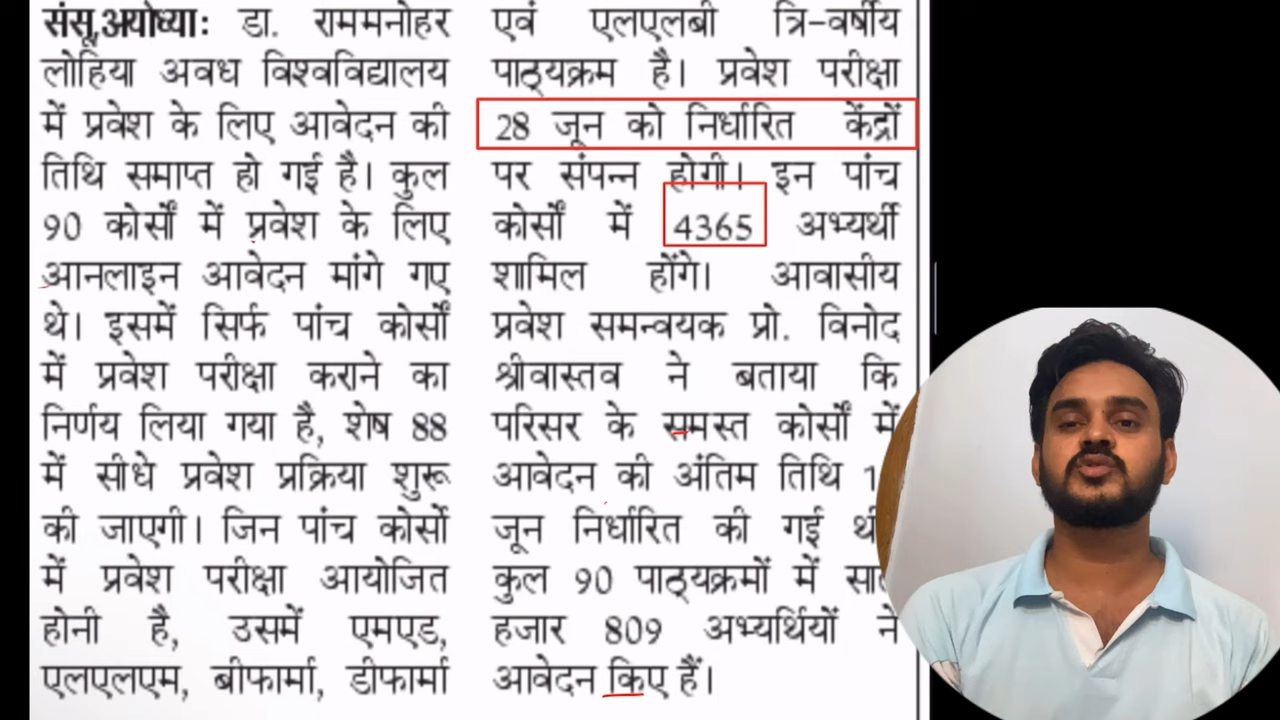 संसू,अयोध्याः डा. राममनोहर
लोहिया अवध विश्वविद्यालय
में प्रवेश के लिए आवेदन की
तिथि समाप्त हो गई है। कुल
90 कोर्सों में प्रवेश के लिए
आनलाइन आवेदन मांगे गए
थे। इसमें सिर्फ पांच कोर्सों
में प्रवेश परीक्षा कराने का
निर्णय लिया गया है, शेष 88
में सीधे प्रवेश प्रक्रिया शुरू
की जाएगी। जिन पांच कोर्सो
में प्रवेश परीक्षा आयोजित
होनी है, उसमें एमएड,
एलएलएम, बीफार्मा, डीफार्मा
एवं एलएलबी त्रि-वर्षीय
पाठ्यक्रम है। प्रवेश परीक्षा
28 जून को निर्धारित केंद्रों
पर संपन्न होगी। इन पांच
कोर्सों में 4365 अभ्यर्थी
शामिल होंगे। आवासीय
प्रवेश समन्वयक प्रो. विनोद
श्रीवास्तव ने बताया कि
परिसर के समस्त कोर्सों में
आवेदन की अंतिम तिथि
जून निर्धारित की गई
कुल 90 पाठ्यक्रमों में
हजार 809 अभ्यर्थियों ने
आवेदन किए हैं।